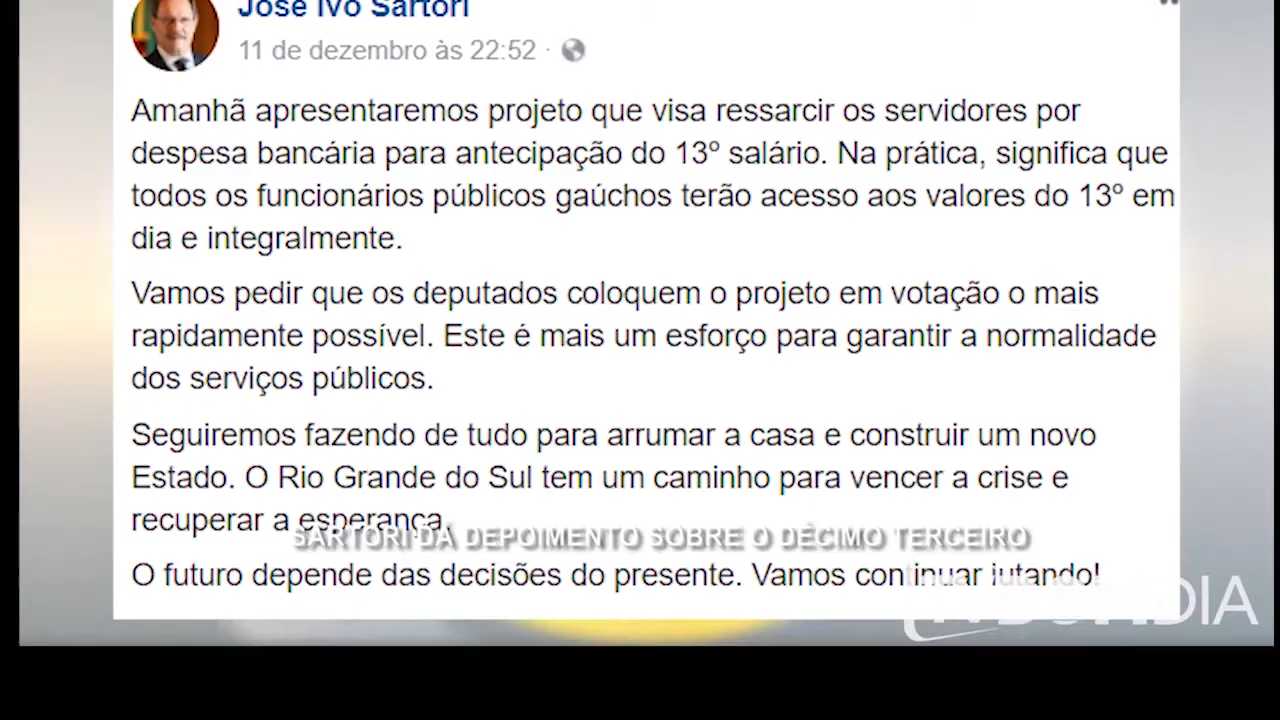 José Ivo Sartori
11 de dezembro às 22:52 ·
Amanhã apresentaremos projeto que visa ressarcir os servidores por
despesa bancária para antecipação do 13º salário. Na prática, significa que
todos os funcionários públicos gaúchos terão acesso aos valores do 13º em
dia e integralmente.
Vamos pedir que os deputados coloquem o projeto em votação o mais
rapidamente possível. Este é mais um esforço para garantir a normalidade
dos serviços públicos.
Seguiremos fazendo de tudo para arrumar a casa e construir um novo
Estado. O Rio Grande do Sul tem um caminho para vencer a crise e
recuperar a esperança.
SARTORI DÁ DEPOIMENTO SOBRE O DÉCIMO TERCEIRO
O futuro depende das decisões do presente. Vamos continuar lutando!